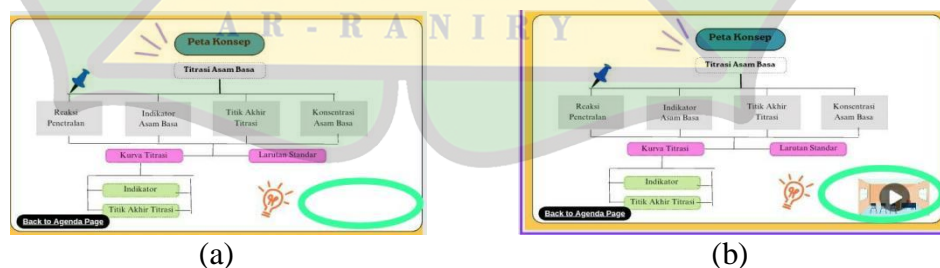 A R - R A N I R Y
Peta Konsep
Titrasi Asam Basa
Reaksi Penetralan
Indikator Asam Basa
Titik Akhir Titrasi
Konsentrasi Asam Basa
Kurva Titrasi
Larutan Standar
Indikator
Titik Akhir Titrasi
Back to Agenda Page
(a)
Peta Konsep
Titrasi Asam Basa
Reaksi Penetralan
Indikator Asam Basa
Titik Akhir Titrasi
Konsentrasi Asam Basa
Kurva Titrasi
Larutan Standar
Indikator
Titik Akhir Titrasi
Back to Agenda Page
(b)